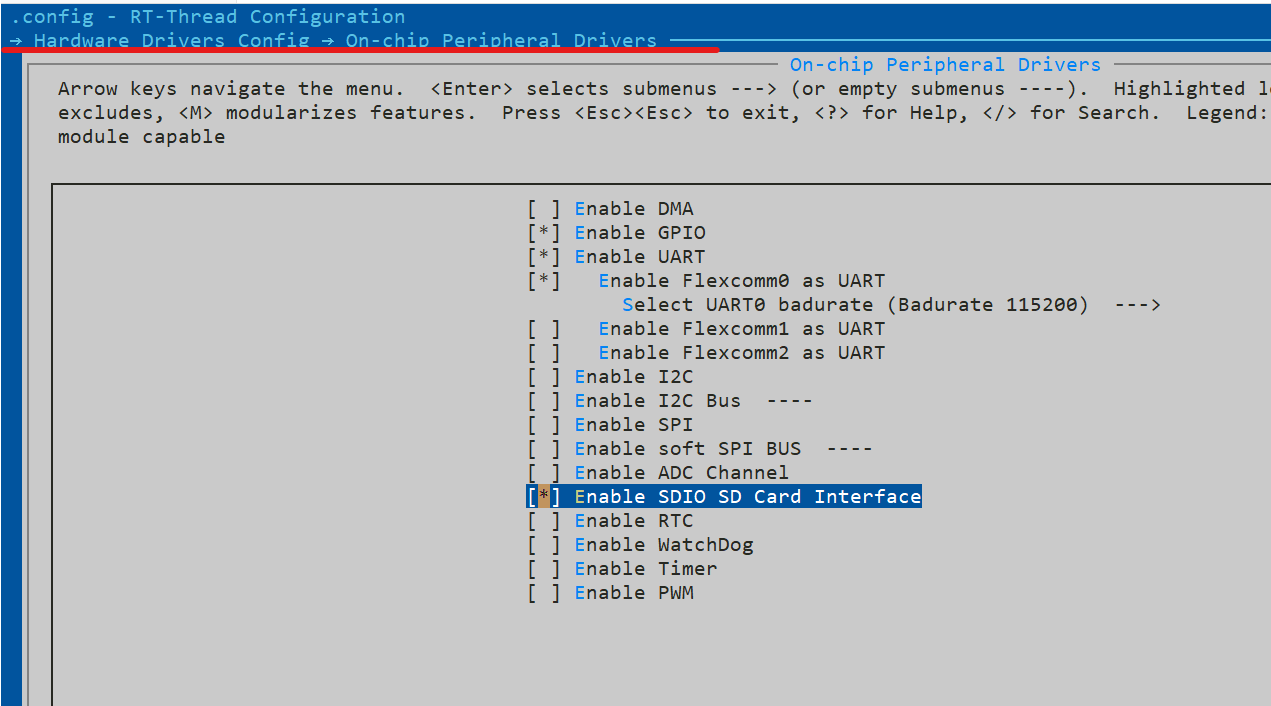 .config - RT-Thread Configuration
→ Hardware Drivers Config → On-chip Peripheral Drivers
On-chip Peripheral Drivers
Arrow keys navigate the menu.  <Enter> selects submenus ---> (or empty submenus ----).  Highlighted l
excludes, <M> modularizes features.  Press <Esc><Esc> to exit, <?> for Help, </> for Search.  Legend:
module capable
[ ] Enable DMA
[*] Enable GPIO
[*] Enable UART
[*]   Enable Flexcomm0 as UART
Select UART0 badurate (Badurate 115200)  --->
[ ]   Enable Flexcomm1 as UART
[ ]   Enable Flexcomm2 as UART
[ ] Enable I2C
[ ] Enable I2C Bus  ----
[ ] Enable SPI
[ ] Enable soft SPI BUS  ----
[ ] Enable ADC Channel
[*] Enable SDIO SD Card Interface
[ ] Enable RTC
[ ] Enable WatchDog
[ ] Enable Timer
[ ] Enable PWM